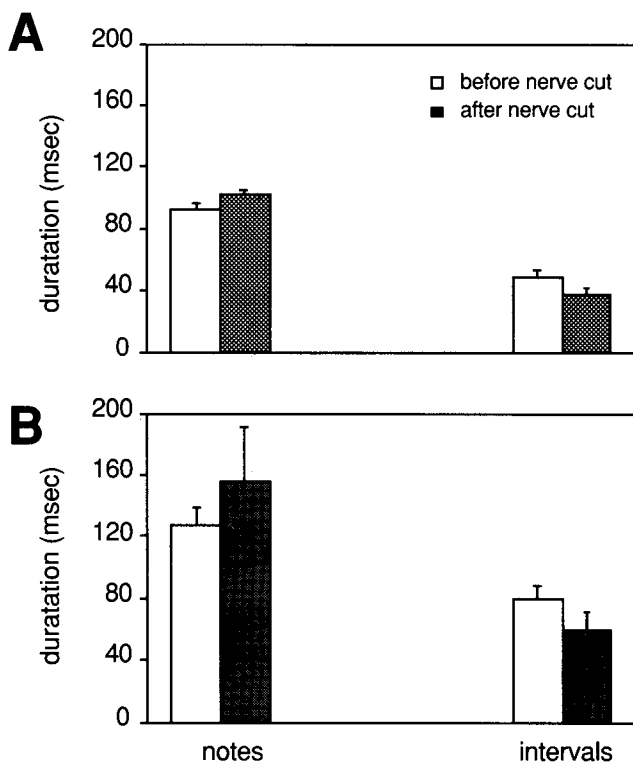 A
duratation (msec)
200
160
120
80
40
0
before nerve cut
after nerve cut
B
duratation (msec)
200
160
120
80
40
0
notes
intervals